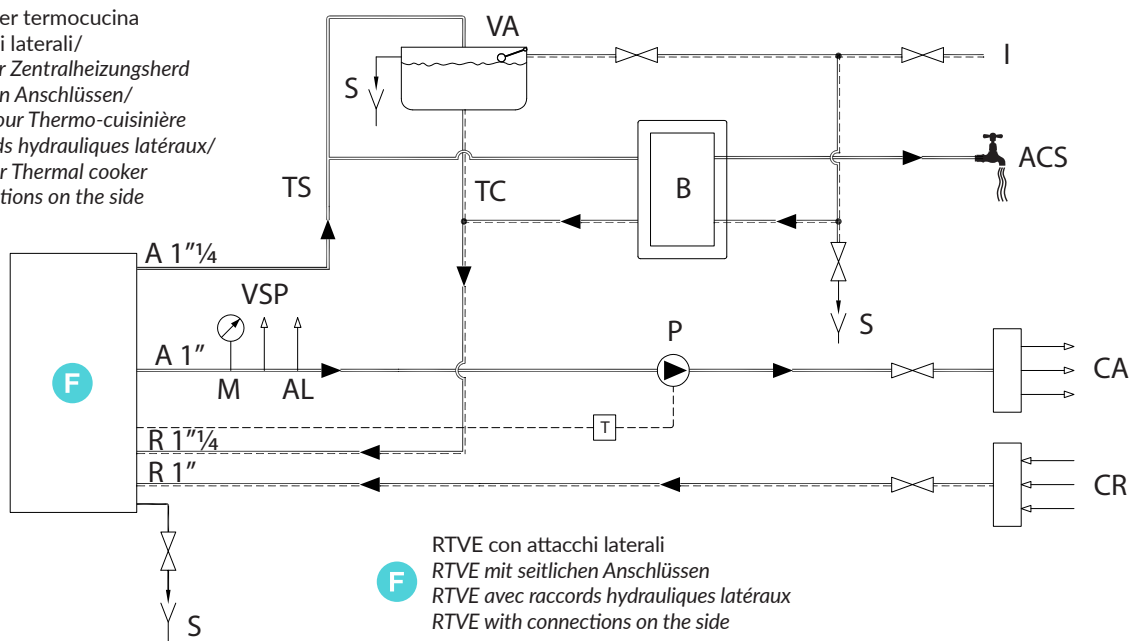 er termocucina
i laterali/
r Zentralheizungsherd
n Anschlüssen/
our Thermo-cuisinière
ds hydrauliques latéraux/
r Thermal cooker
tions on the side
VA
I
S
ACS
B
TS
TC
A 1"¼
VSP
S
P
A 1"
M
AL
CA
F
T
R 1"¼
R 1"
CR
S
F
RTVE con attacchi laterali
RTVE mit seitlichen Anschlüssen
RTVE avec raccords hydrauliques latéraux
RTVE with connections on the side